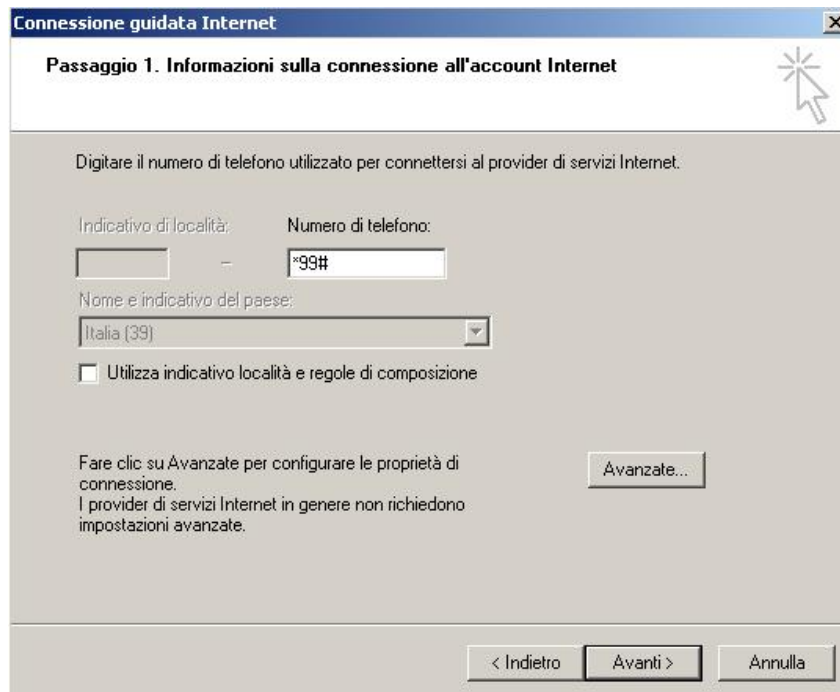 Connessione guidata Internet
Passaggio 1. Informazioni sulla connessione all'account Internet
Digitare il numero di telefono utilizzato per connettersi al provider di servizi Internet.
Indicativo di località: Numero di telefono:
– *99#
Nome e indicativo del paese:
Italia (39)
Utilizza indicativo località e regole di composizione
Fare clic su Avanzate per configurare le proprietà di
connessione.
I provider di servizi Internet in genere non richiedono
impostazioni avanzate.
Avanzate...
< Indietro Avanti > Annulla